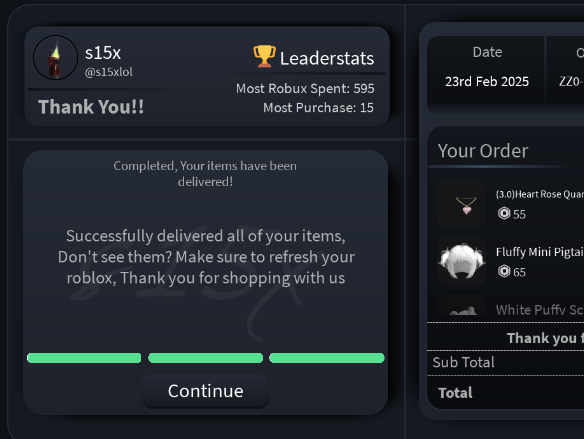 s15x
@s15xlol
Thank You!!
Leaderstats
Most Robux Spent: 595
Most Purchase: 15
Completed, Your items have been
delivered!
s15x
Successfully delivered all of your items,
Don't see them? Make sure to refresh your
roblox, Thank you for shopping with us
Continue
Date
23rd Feb 2025
ZZ0-
Your Order
(3.0)Heart Rose Quar
55
Fluffy Mini Pigtai
65
White Puffy Sc
Thank you f
Sub Total
Total